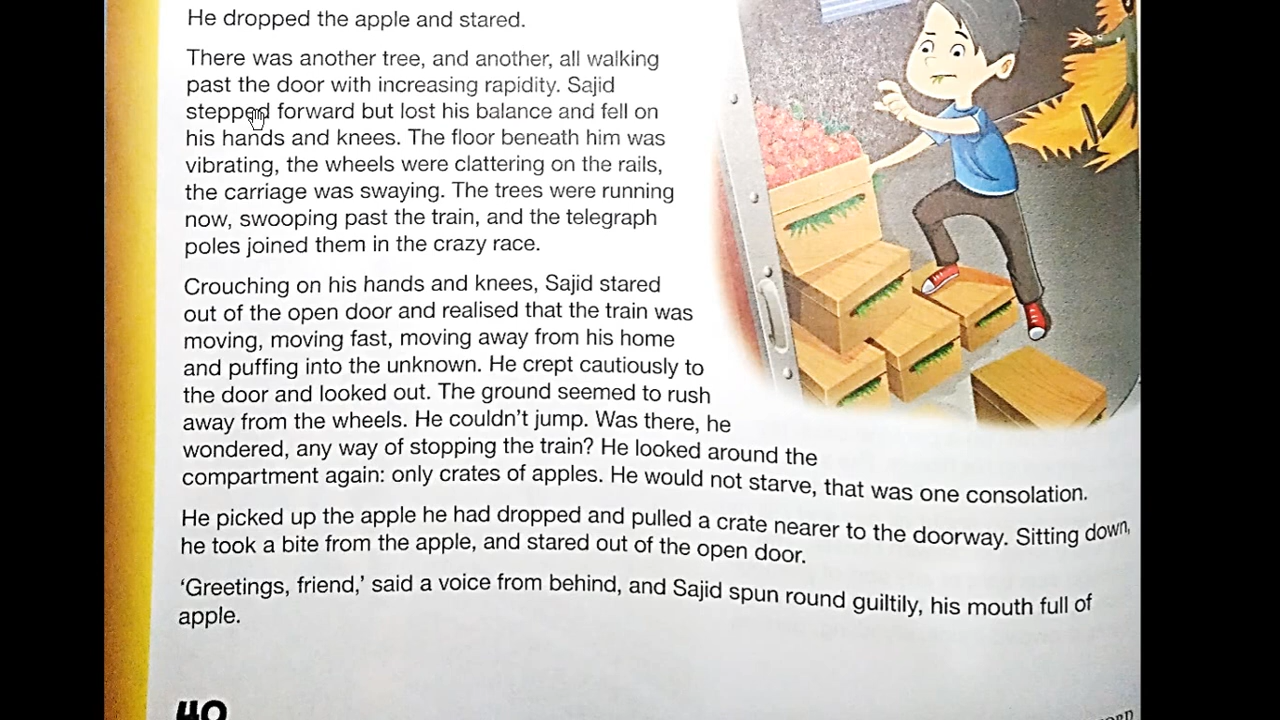 He dropped the apple and stared.
There was another tree, and another, all walking
past the door with increasing rapidity. Sajid
stepped forward but lost his balance and fell on
his hands and knees. The floor beneath him was
vibrating, the wheels were clattering on the rails,
the carriage was swaying. The trees were running
now, swooping past the train, and the telegraph
poles joined them in the crazy race.
Crouching on his hands and knees, Sajid stared
out of the open door and realised that the train was
moving, moving fast, moving away from his home
and puffing into the unknown. He crept cautiously to
the door and looked out. The ground seemed to rush
away from the wheels. He couldn’t jump. Was there, he
wondered, any way of stopping the train? He looked around the
compartment again: only crates of apples. He would not starve, that was one consolation.
He picked up the apple he had dropped and pulled a crate nearer to the doorway. Sitting down,
he took a bite from the apple, and stared out of the open door.
‘Greetings, friend,’ said a voice from behind, and Sajid spun round guiltily, his mouth full of
apple.
40